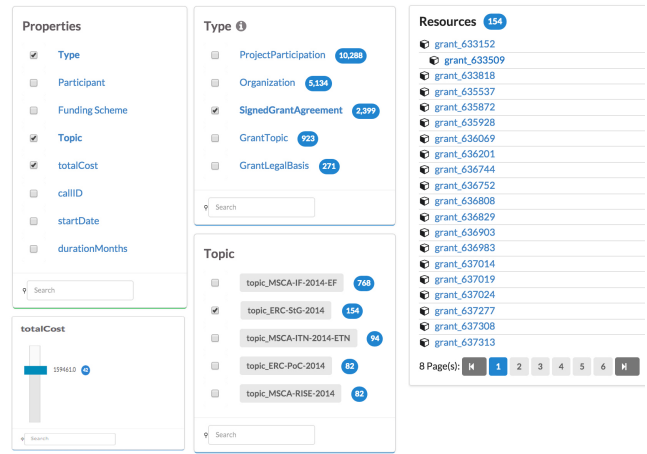 Properties
Type
Participant
Funding Scheme
Topic
totalCost
callID
startDate
durationMonths
Search
totalCost
159461.0 42
Search
Type
ProjectParticipation 10,288
Organization 5,134
SignedGrantAgreement 2,399
GrantTopic 923
GrantLegalBasis 271
Search
Topic
topic_MSCA-IF-2014-EF 768
topic_ERC-StG-2014 154
topic_MSCA-ITN-2014-ETN 94
topic_ERC-PoC-2014 82
topic_MSCA-RISE-2014 82
Search
Resources 154
grant_633152
grant_633509
grant_633818
grant_635537
grant_635872
grant_635928
grant_636069
grant_636201
grant_636744
grant_636752
grant_636808
grant_636829
grant_636903
grant_636983
grant_637014
grant_637019
grant_637024
grant_637277
grant_637308
grant_637313
8 Page(s): 1 2 3 4 5 6